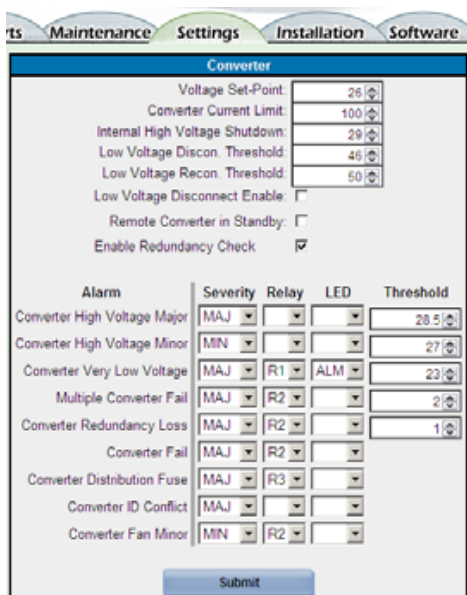 ts Maintenance Settings Installation Software
Converter
Voltage Set-Point: 26
Converter Current Limit: 100
Internal High Voltage Shutdown: 29
Low Voltage Discon. Threshold: 46
Low Voltage Recon. Threshold: 50
Low Voltage Disconnect Enable:
Remote Converter in Standby:
Enable Redundancy Check
Alarm Severity Relay LED Threshold
Converter High Voltage Major MAJ 28.5
Converter High Voltage Minor MIN 27
Converter Very Low Voltage MAJ R1 ALM 23
Multiple Converter Fail MAJ R2 2
Converter Redundancy Loss MAJ R2 1
Converter Fail MAJ R2
Converter Distribution Fuse MAJ R3
Converter ID Conflict MAJ
Converter Fan Minor MIN R2
Submit